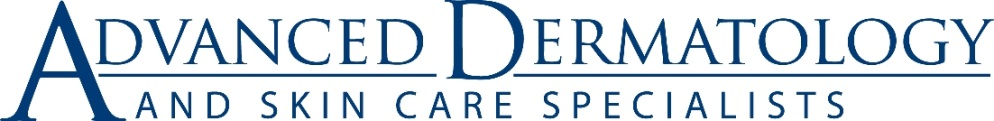 ADVANCED DERMATOLOGY
AND SKIN CARE SPECIALISTS